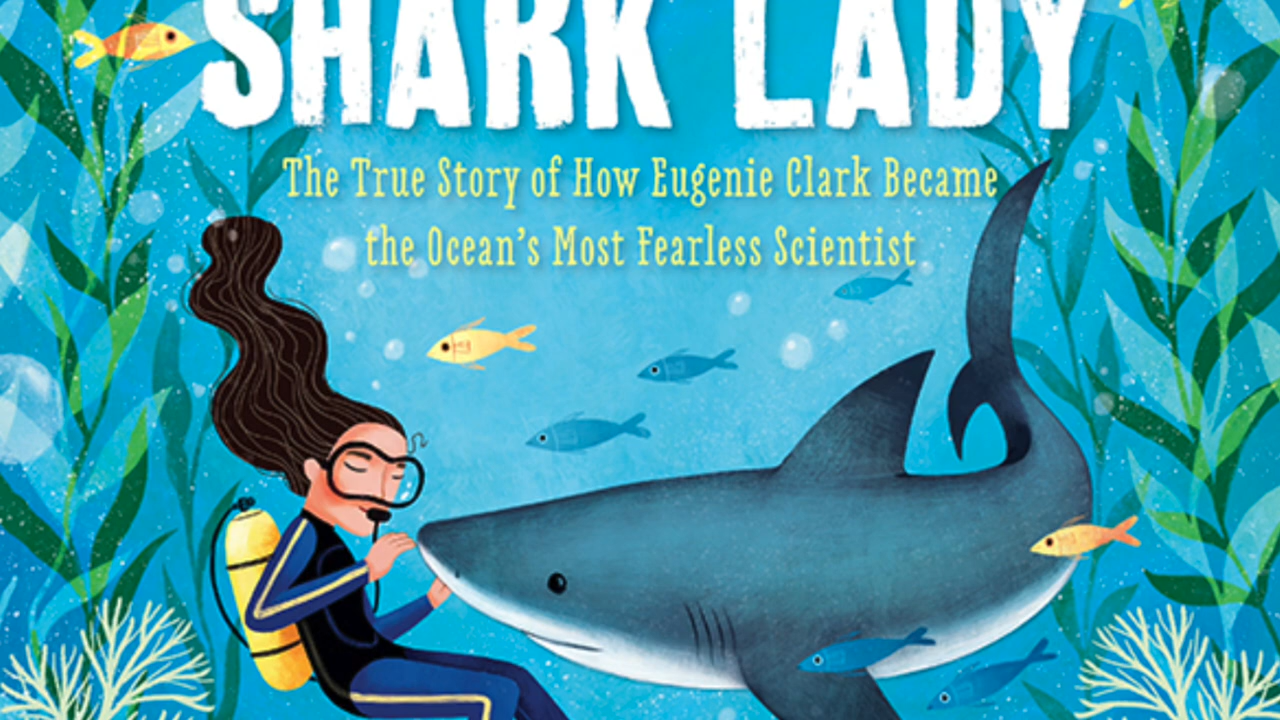 SHARK LADY
The True Story of How Eugenie Clark Became
the Ocean's Most Fearless Scientist